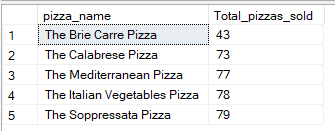 pizza_name Total_pizzas_sold
1 The Brie Carre Pizza 43
2 The Calabrese Pizza 73
3 The Mediterranean Pizza 77
4 The Italian Vegetables Pizza 78
5 The Soppressata Pizza 79